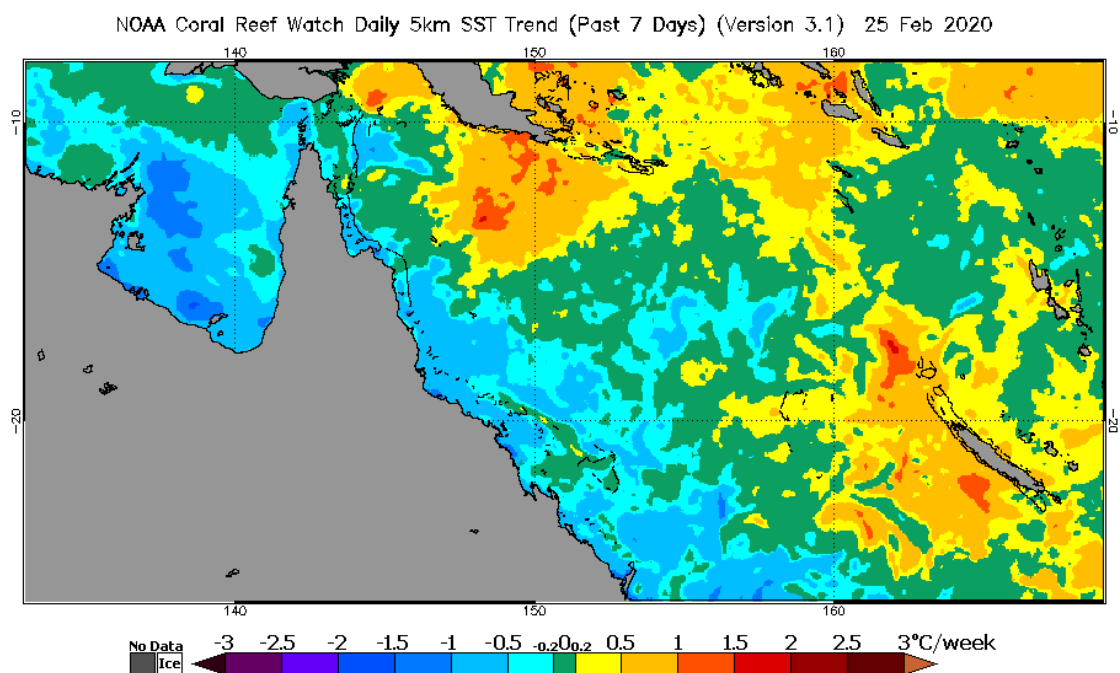 NOAA Coral Reef Watch Daily 5km SST Trend (Past 7 Days) (Version 3.1) 25 Feb 2020
140 150 160
-10 -10
-20 -20
140 150 160
No Data -3 -2.5 -2 -1.5 -1 -0.5 -0.2 0 0.2 0.5 1 1.5 2 2.5 3°C/week
Ice